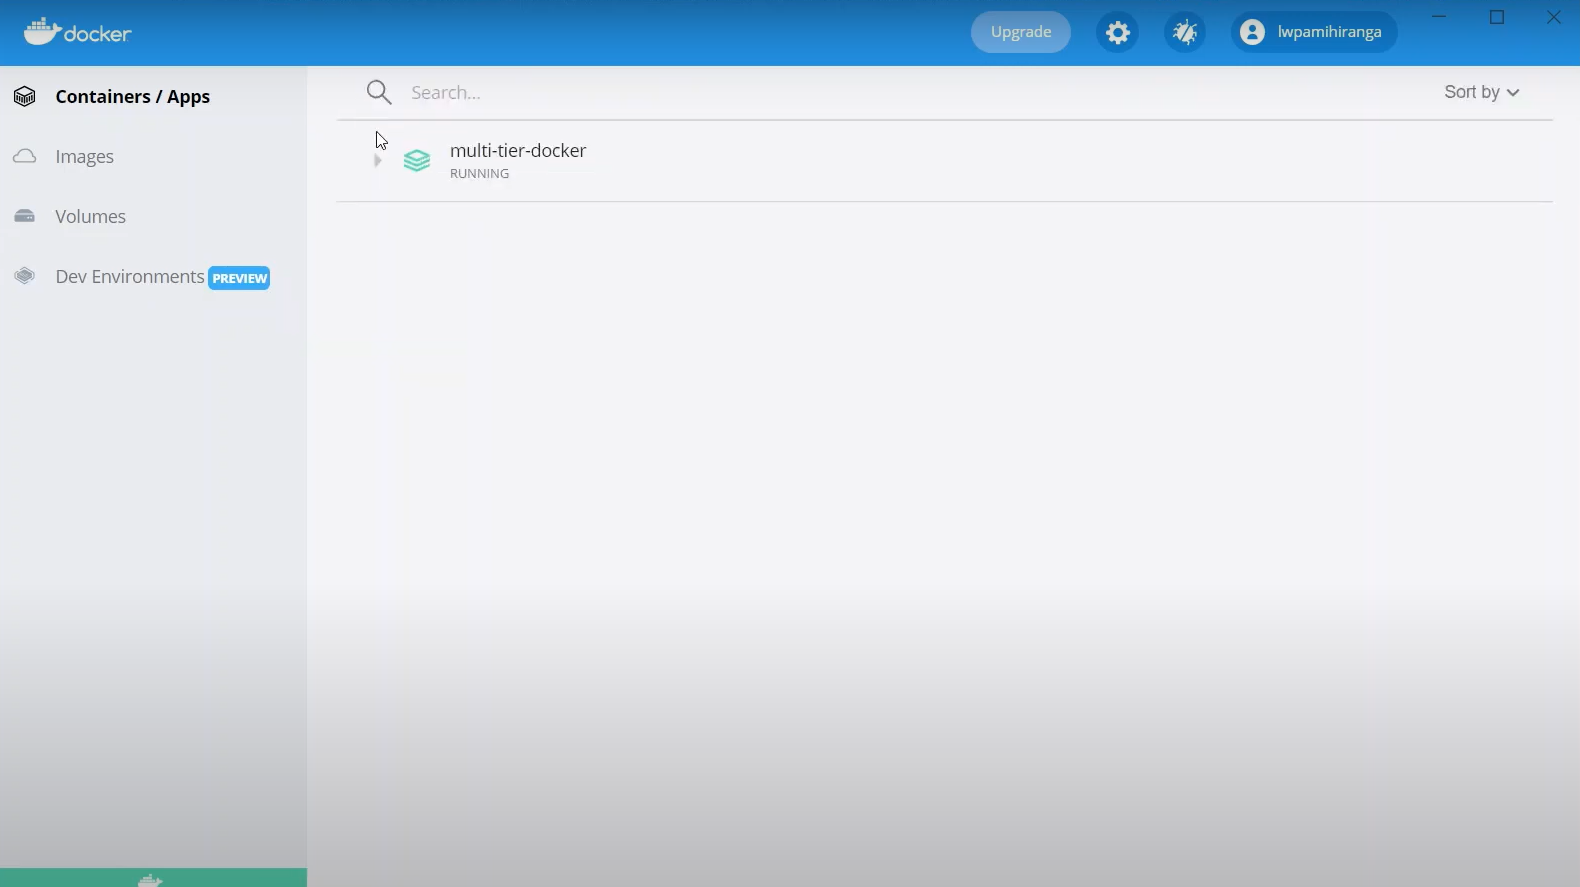 docker
Upgrade
lwpamihiranga
Containers / Apps
Images
Volumes
Dev Environments PREVIEW
Search...
Sort by
multi-tier-docker
RUNNING